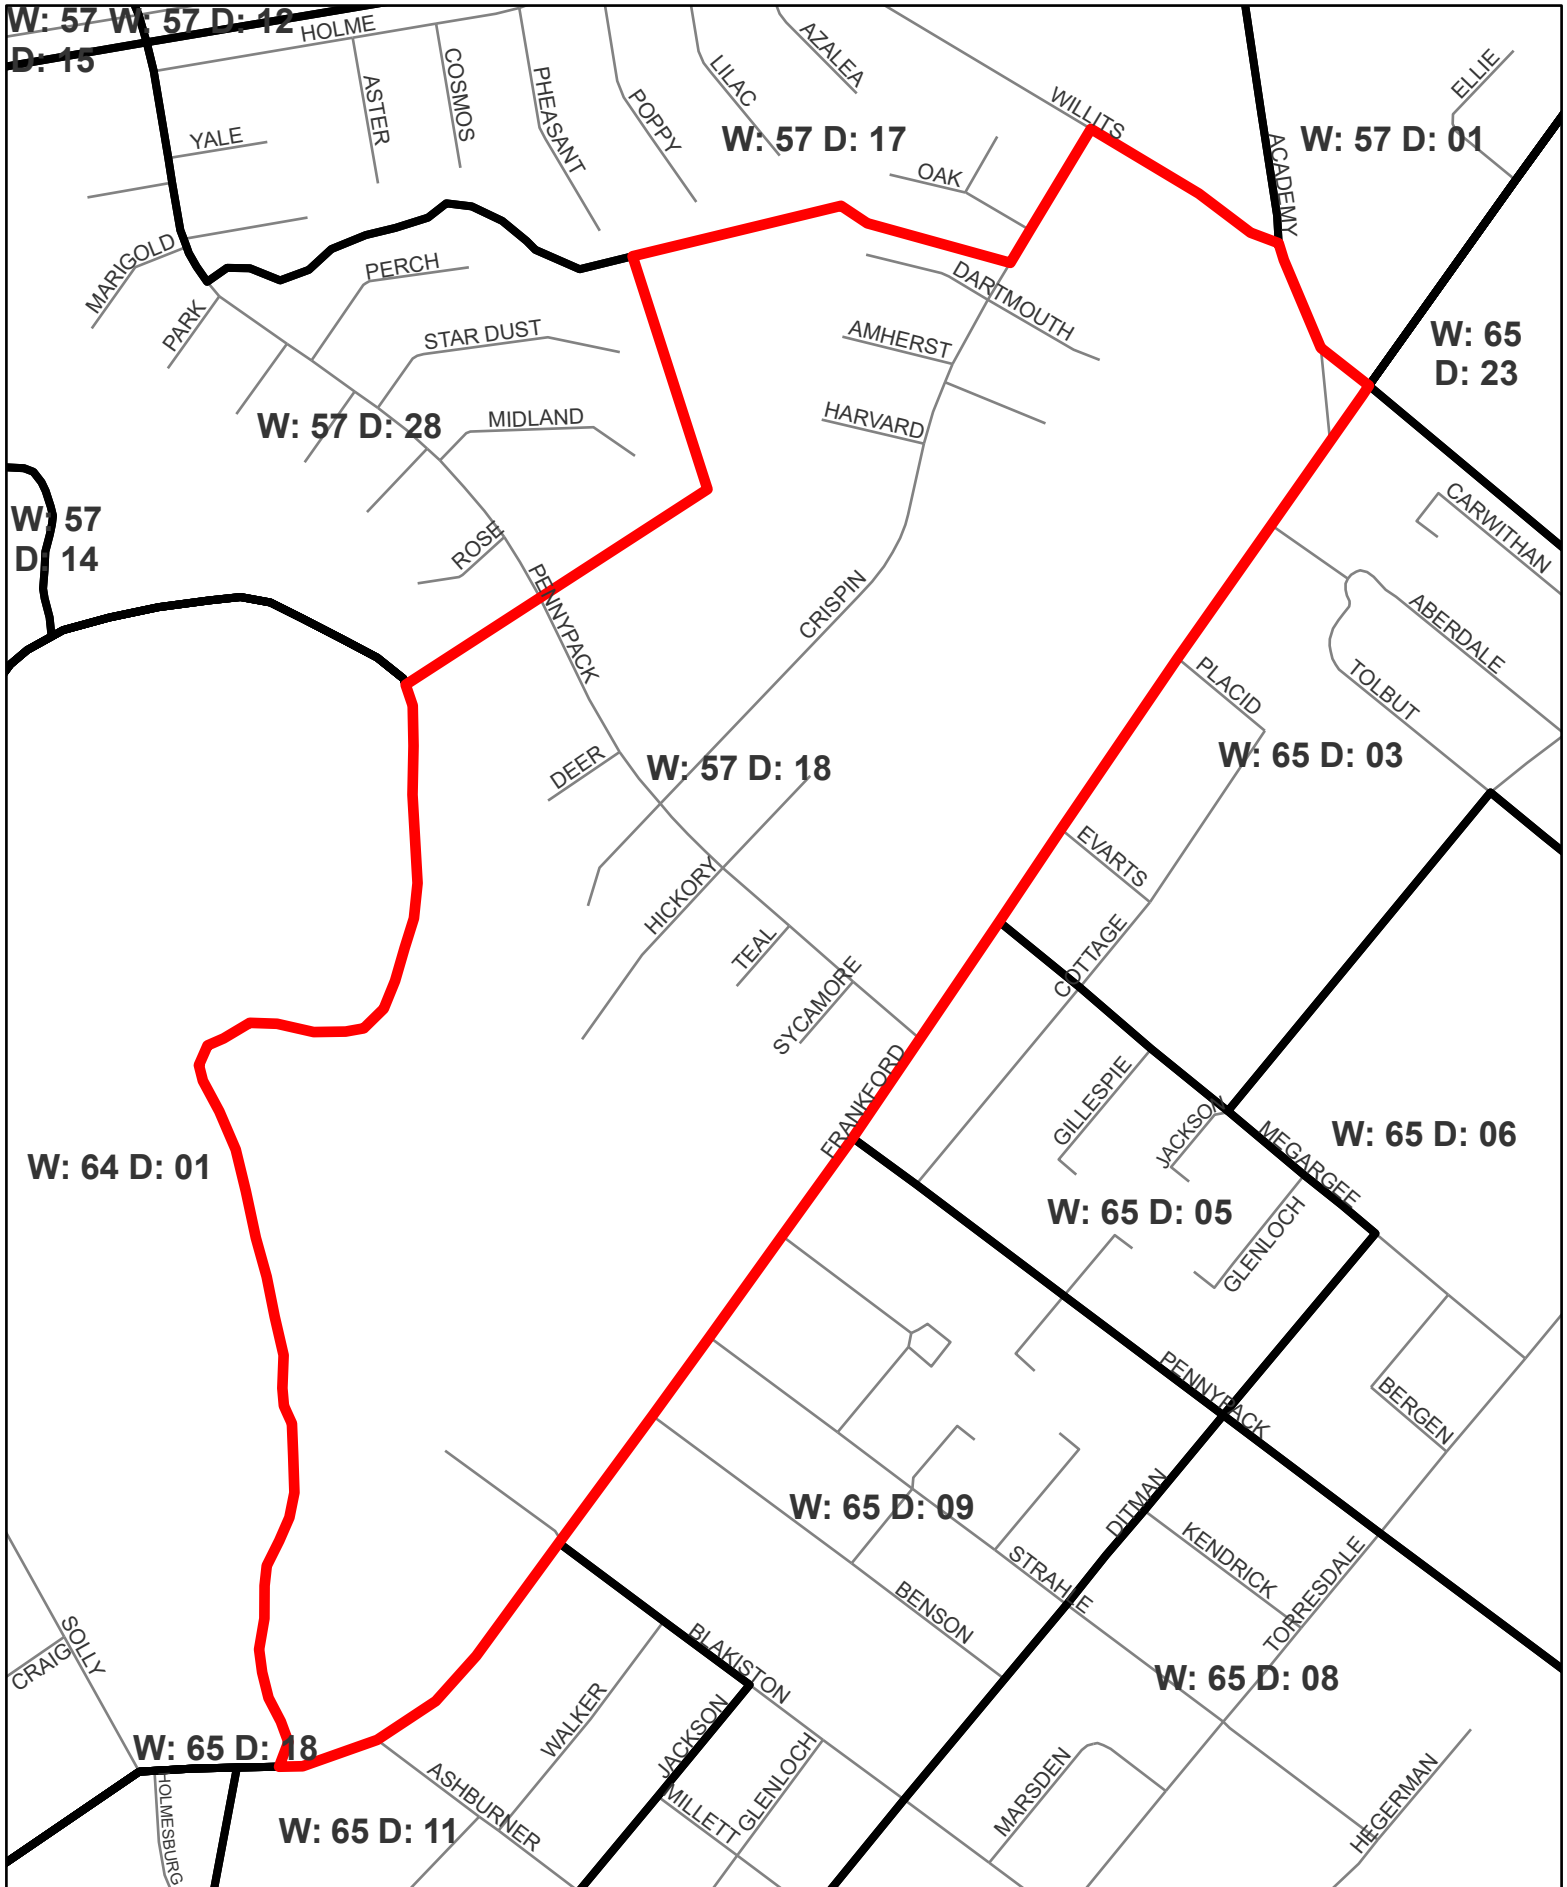 W: 57
D: 15
W: 57 D: 12
HOLME
ASTER
COSMOS
PHEASANT
POPPY
LILAC
AZALEA
WILLITS
ELLIE
YALE
W: 57 D: 17
W: 57 D: 01
ACADEMY
OAK
MARIGOLD
PARK
PERCH
STAR DUST
DARTMOUTH
AMHERST
W: 65
D: 23
HARVARD
MIDLAND
W: 57 D: 28
W: 57
D: 14
ROSE
PENNYPACK
CRISPIN
CARWITHAN
ABERDALE
TOLBUT
PLACID
W: 65 D: 03
DEER
W: 57 D: 18
EVARTS
HICKORY
TEAL
SYCAMORE
COTTAGE
FRANKFORD
GILLESPIE
JACKSON
MEGARGEE
W: 65 D: 06
W: 64 D: 01
W: 65 D: 05
GLENLOCH
PENNYPACK
BERGEN
W: 65 D: 09
DITMAN
KENDRICK
STRAHLE
TORRESDALE
BENSON
SOLLY
CRAIG
BLAKISTON
W: 65 D: 08
WALKER
JACKSON
W: 65 D: 18
HOLMESBURG
ASHBURNER
MILLETT
GLENLOCH
MARSDEN
HEGERMAN
W: 65 D: 11